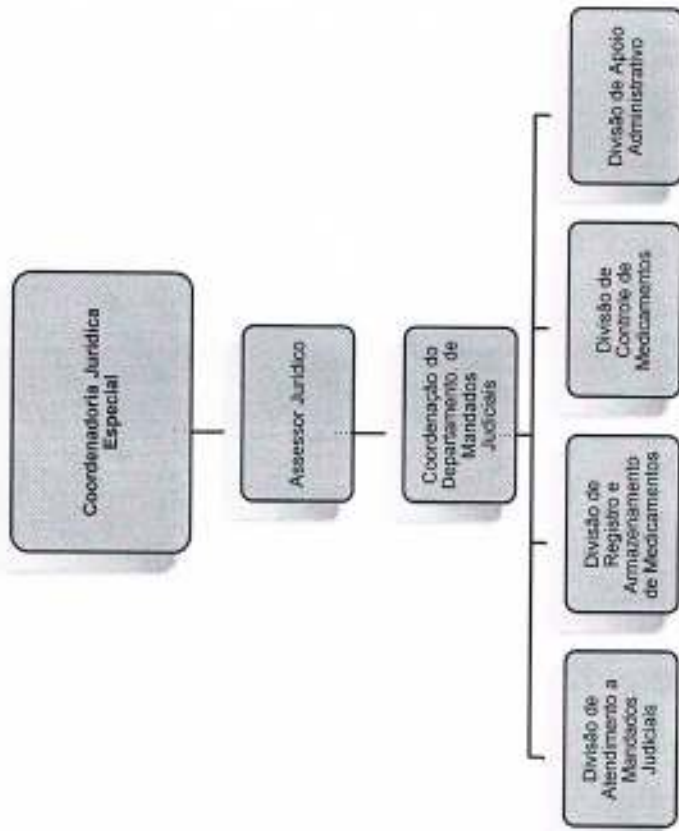 Coordenadoria Jurídica
Especial
Assessor Jurídico
Coordenação do
Departamento. de
Mandados
Judiciais
Divisão de
Atendimento a
Mandados
Judiciais
Divisão de
Registro e
Armazenamento
de Medicamentos
Divisão de
Controle de
Medicamentos
Divisão de Apoio
Administrativo